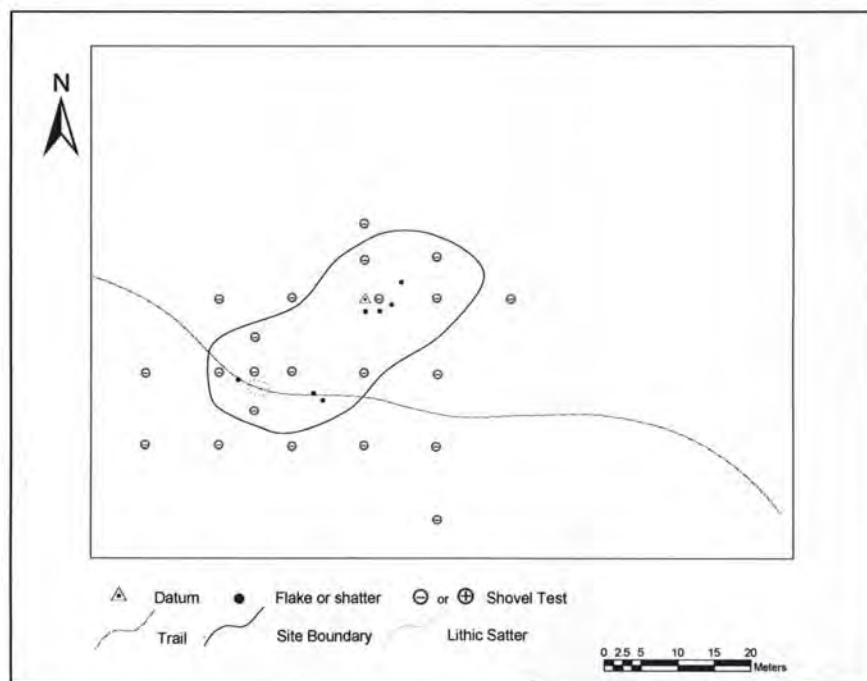 N
Datum Flake or shatter or Shovel Test
Trail Site Boundary Lithic Satter
0 2.5 5 10 15 20
Meters